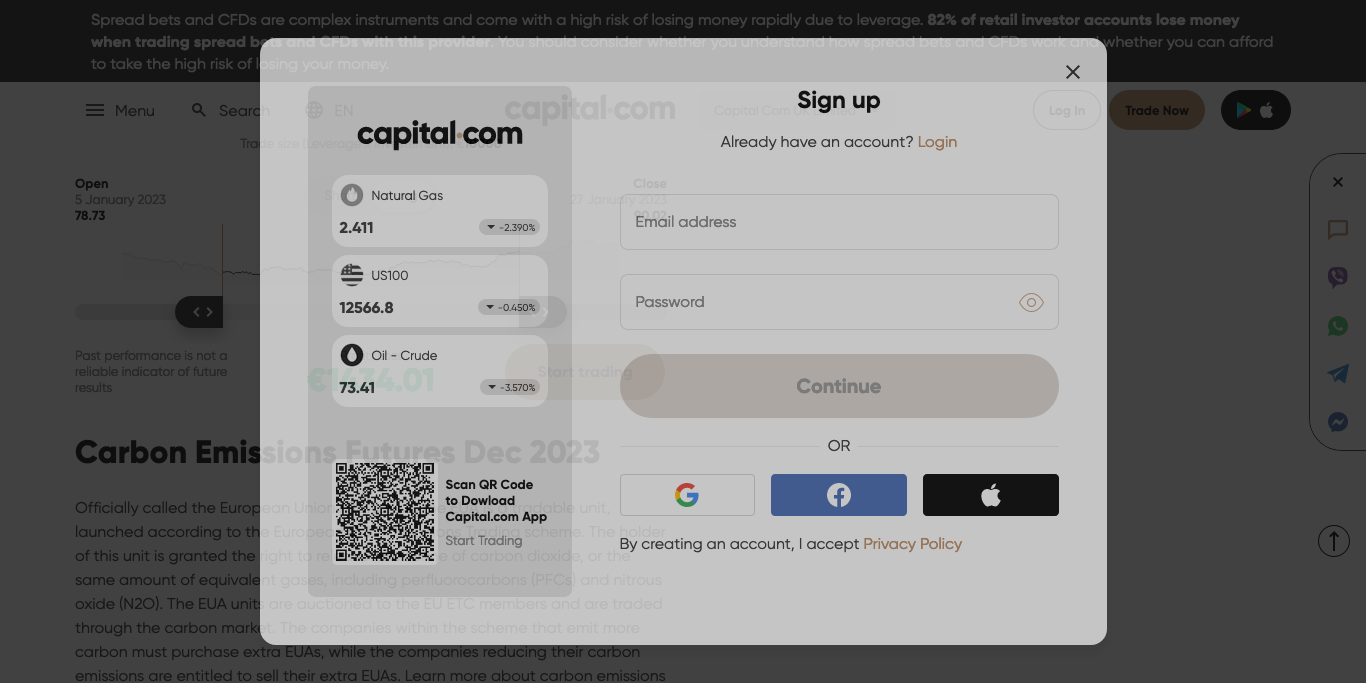 Spread bets and CFDs are complex instruments and come with a high risk of losing money rapidly due to leverage. 82% of retail investor accounts lose money
when trading spread bets and CFDs with this provider. You should consider whether you understand how spread bets and CFDs work and whether you can afford
to take the high risk of losing your money.
Menu
Search
EN
capital.com
Log In
Trade Now
Trade size (Leverage
Open
5 January 2023
78.73
Close
27 January 2023
Past performance is not a
reliable indicator of future
results
Start trading
Carbon Emissions Futures Dec 2023
Officially called the European Union tradable unit,
launched according to the European Trading scheme. The holder
of this unit is granted the right to of carbon dioxide, or the
same amount of equivalent gases, including perfluorocarbons (PFCs) and nitrous
oxide (N2O). The EUA units are auctioned to the EU ETC members and are traded
through the carbon market. The companies within the scheme that emit more
carbon must purchase extra EUAs, while the companies reducing their carbon
emissions are entitled to sell their extra EUAs. Learn more about carbon emissions
capital.com
Natural Gas
2.411
-2.390%
US100
12566.8
-0.450%
Oil - Crude
73.41
-3.570%
Scan QR Code
to Dowload
Capital.com App
Start Trading
Sign up
Already have an account? Login
Email address
Password
Continue
OR
By creating an account, I accept Privacy Policy